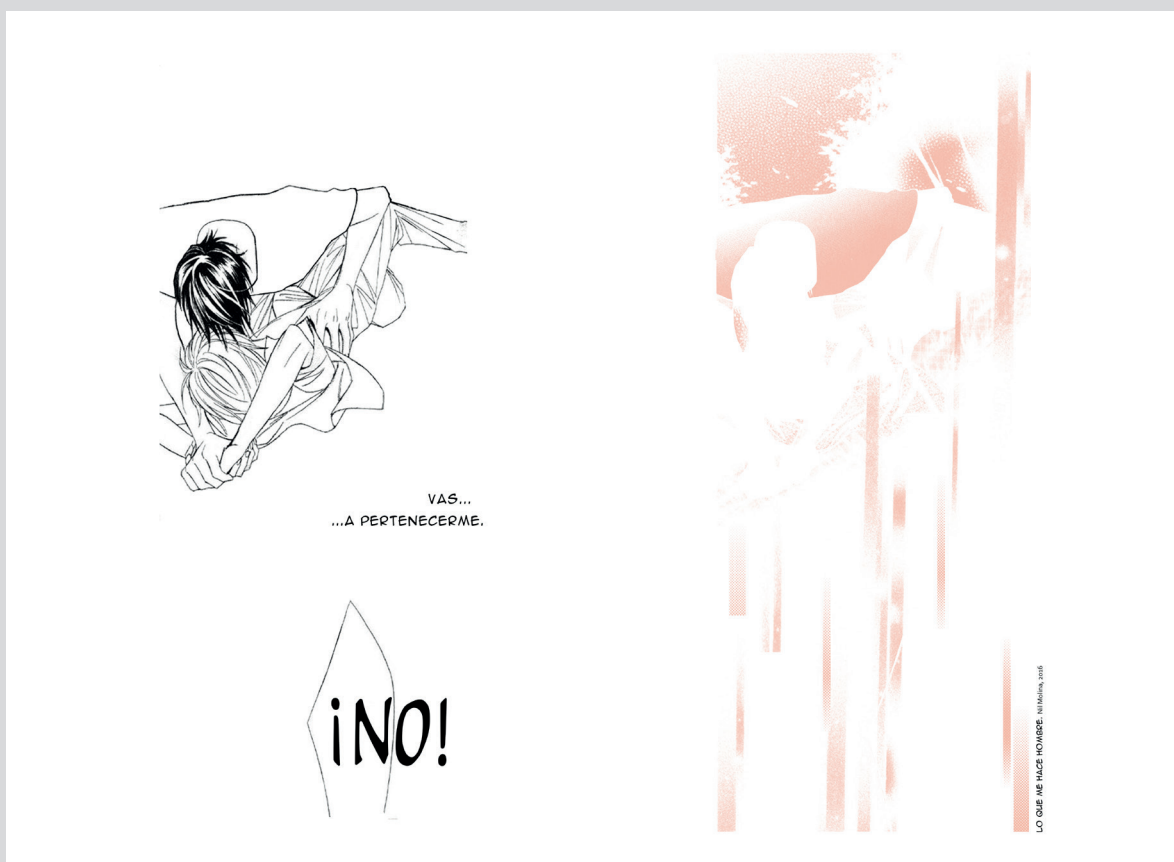 VAS...
...A PERTENECERME.
¡NO!
LO QUE ME HACE HOMBRE. Nil Molina, 2016